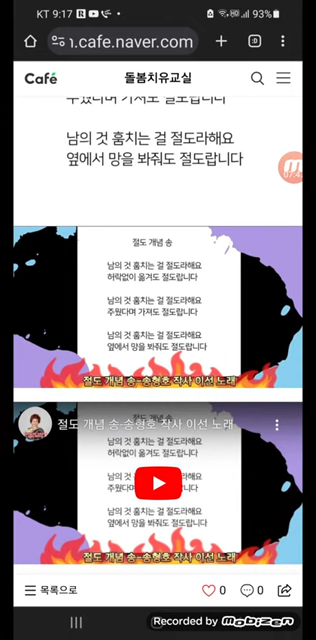 KT 9:17
93%
n.cafe.naver.com
:D
Café
돌봄치유교실
주웠다며 가져도 절도랍니다
남의 것 훔치는 걸 절도라해요
옆에서 망을 봐줘도 절도랍니다
절도 개념 송
남의 것 훔치는 걸 절도라해요
허락없이 옮겨도 절도랍니다
남의 것 훔치는 걸 절도라해요
주웠다며 가져도 절도랍니다
남의 것 훔치는 걸 절도라해요
옆에서 망을 봐줘도 절도랍니다
절도 개념 송-송형호 작사 이선 노래
절도 개념 송
절도 개념 송-송형호 작사 이선 노래
남의 것 훔치는 걸 절도라해요
허락없이 옮겨도 절도랍니다
남의 것 훔치는 걸 절도라해요
주웠다며 가져도 절도랍니다
남의 것 훔치는 걸 절도라해요
옆에서 망을 봐줘도 절도랍니다
절도 개념 송-송형호 작사 이선 노래
목록으로
0
0
Recorded by Mobizen